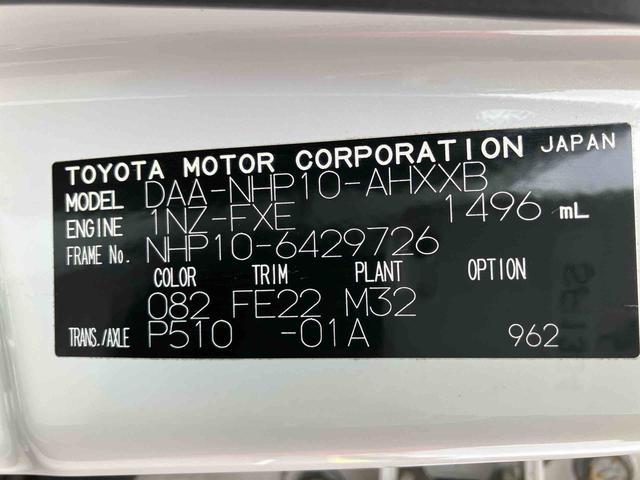 TOYOTA MOTOR CORPORATION JAPAN
MODEL DAA-NHP10-AHXXB
ENGINE 1NZ-FXE 1496 mL
FRAME No. NHP10-6429726
COLOR TRIM PLANT OPTION
082 FE22 M32
TRANS./AXLE P510 -01A 962